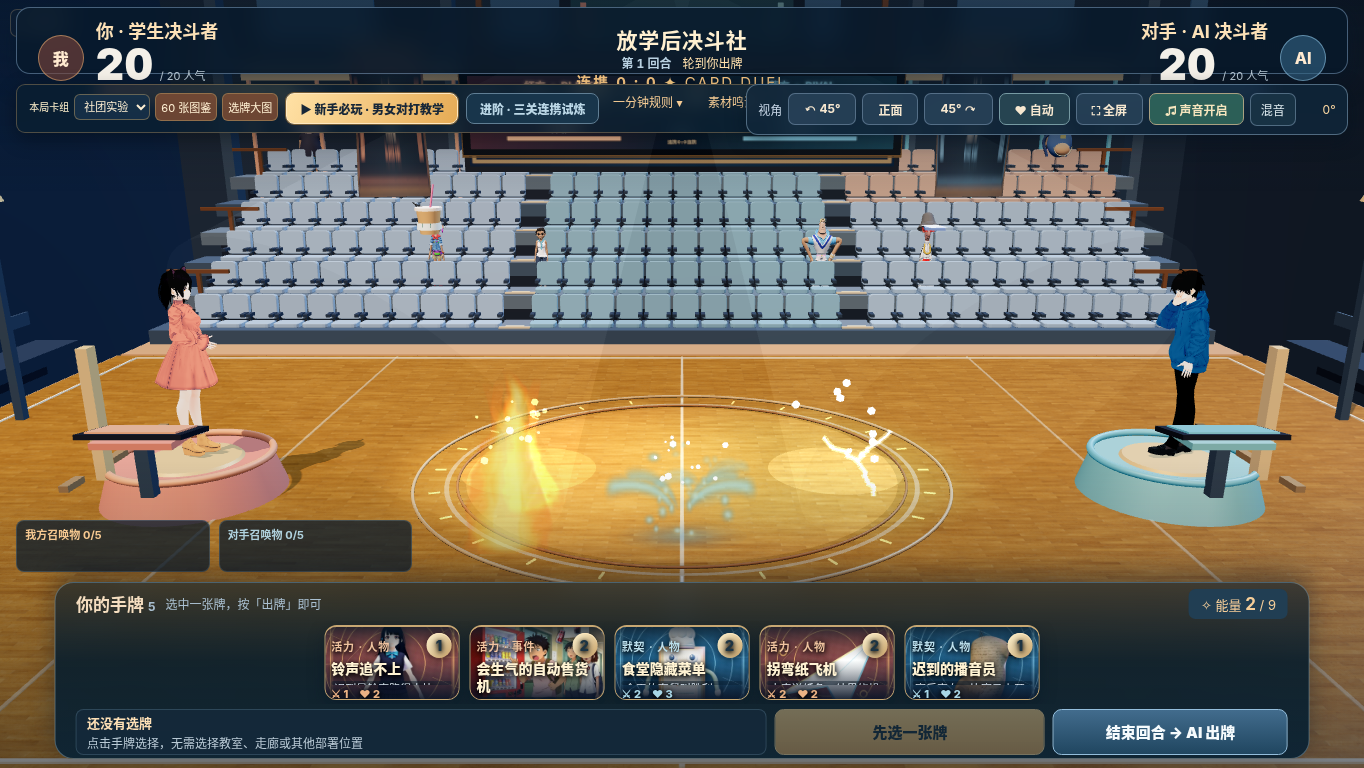 我
你 · 学生决斗者
20 / 20 人气
放学后决斗社
第 1 回合 轮到你出牌
连携 0 : 0 ✦ CARD DUEL
对手 · AI 决斗者
20 / 20 人气
AI
本局卡组
社团实验
60 张图鉴
选牌大图
▶ 新手必玩 · 男女对打教学
进阶 · 三关连携试炼
一分钟规则 ▾
素材鸣
视角
↶ 45°
正面
45° ↷
♥ 自动
⛶ 全屏
♫ 声音开启
混音
0°
我方召唤物 0/5
对手召唤物 0/5
你的手牌 5 选中一张牌，按「出牌」即可
✧ 能量 2 / 9
活力 · 人物
1
铃声追不上
⚔1 ♥2
活力 · 事件
2
会生气的自动售货机
默契 · 人物
2
食堂隐藏菜单
⚔2 ♥3
活力 · 人物
2
拐弯纸飞机
⚔2 ♥2
默契 · 人物
1
迟到的播音员
⚔1 ♥2
还没有选牌
点击手牌选择，无需选择教室、走廊或其他部署位置
先选一张牌
结束回合 → AI 出牌